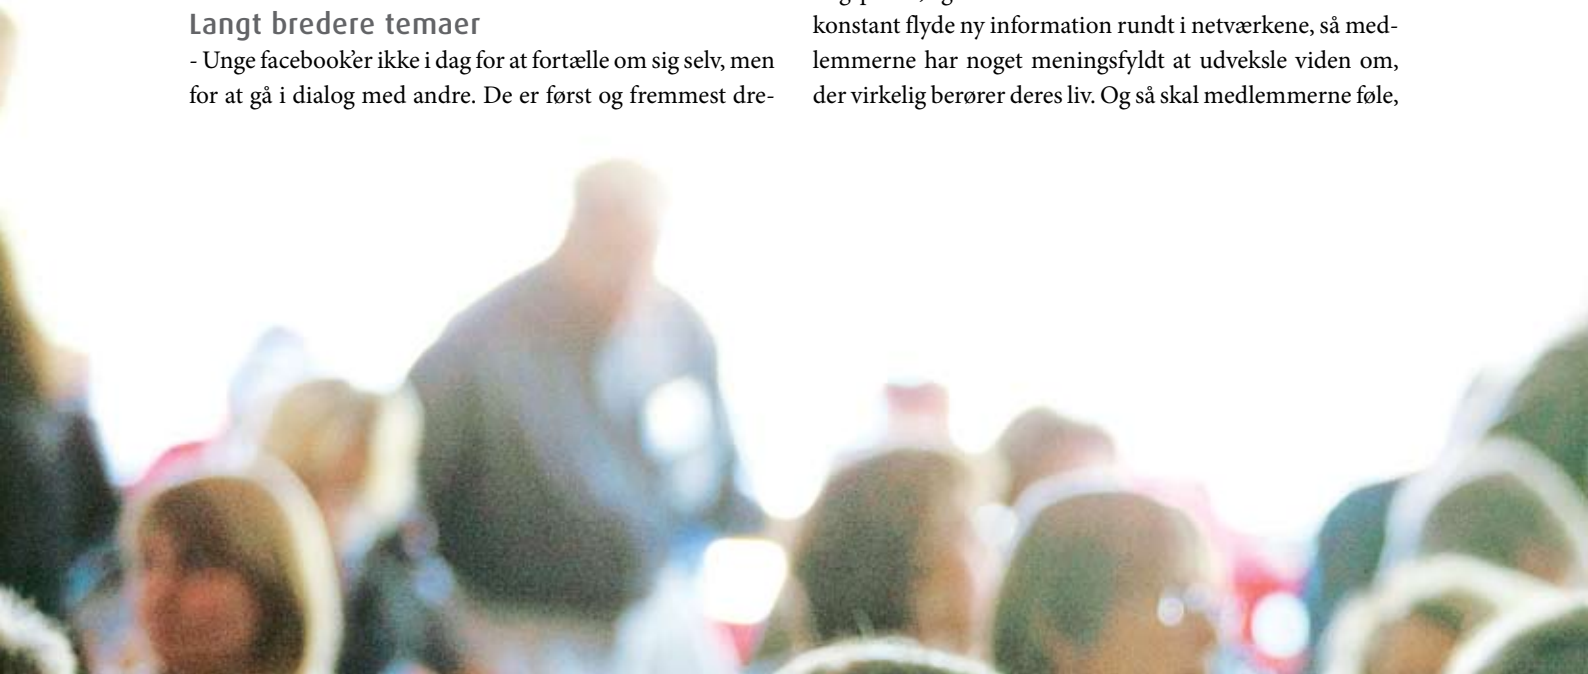 Langt bredere temaer
- Unge facebook’er ikke i dag for at fortælle om sig selv, men
for at gå i dialog med andre. De er først og fremmest dre-
konstant flyde ny information rundt i netværkene, så med-
lemmerne har noget meningsfyldt at udveksle viden om,
der virkelig berører deres liv. Og så skal medlemmerne føle,